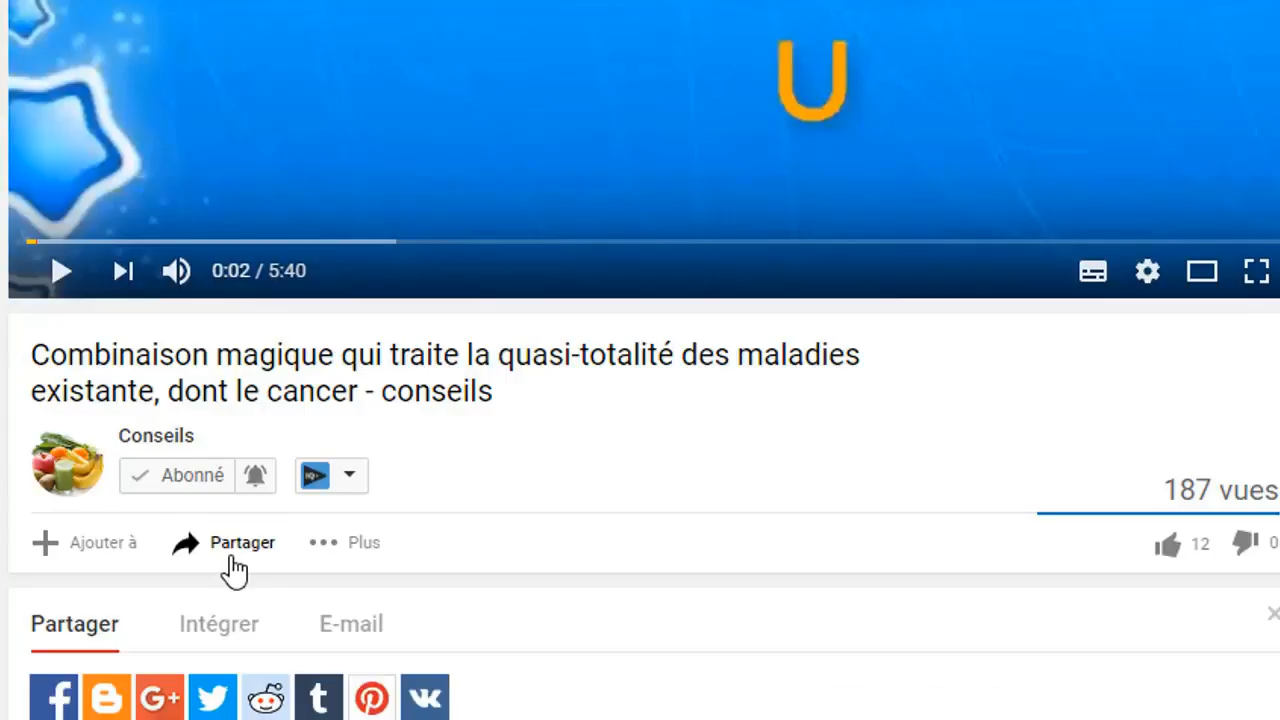 U
0:02 / 5:40
Combinaison magique qui traite la quasi-totalité des maladies
existante, dont le cancer - conseils
Conseils
Abonné
187 vues
Ajouter à Partager Plus 12 0
Partager Intégrer E-mail
f B G+ t vk